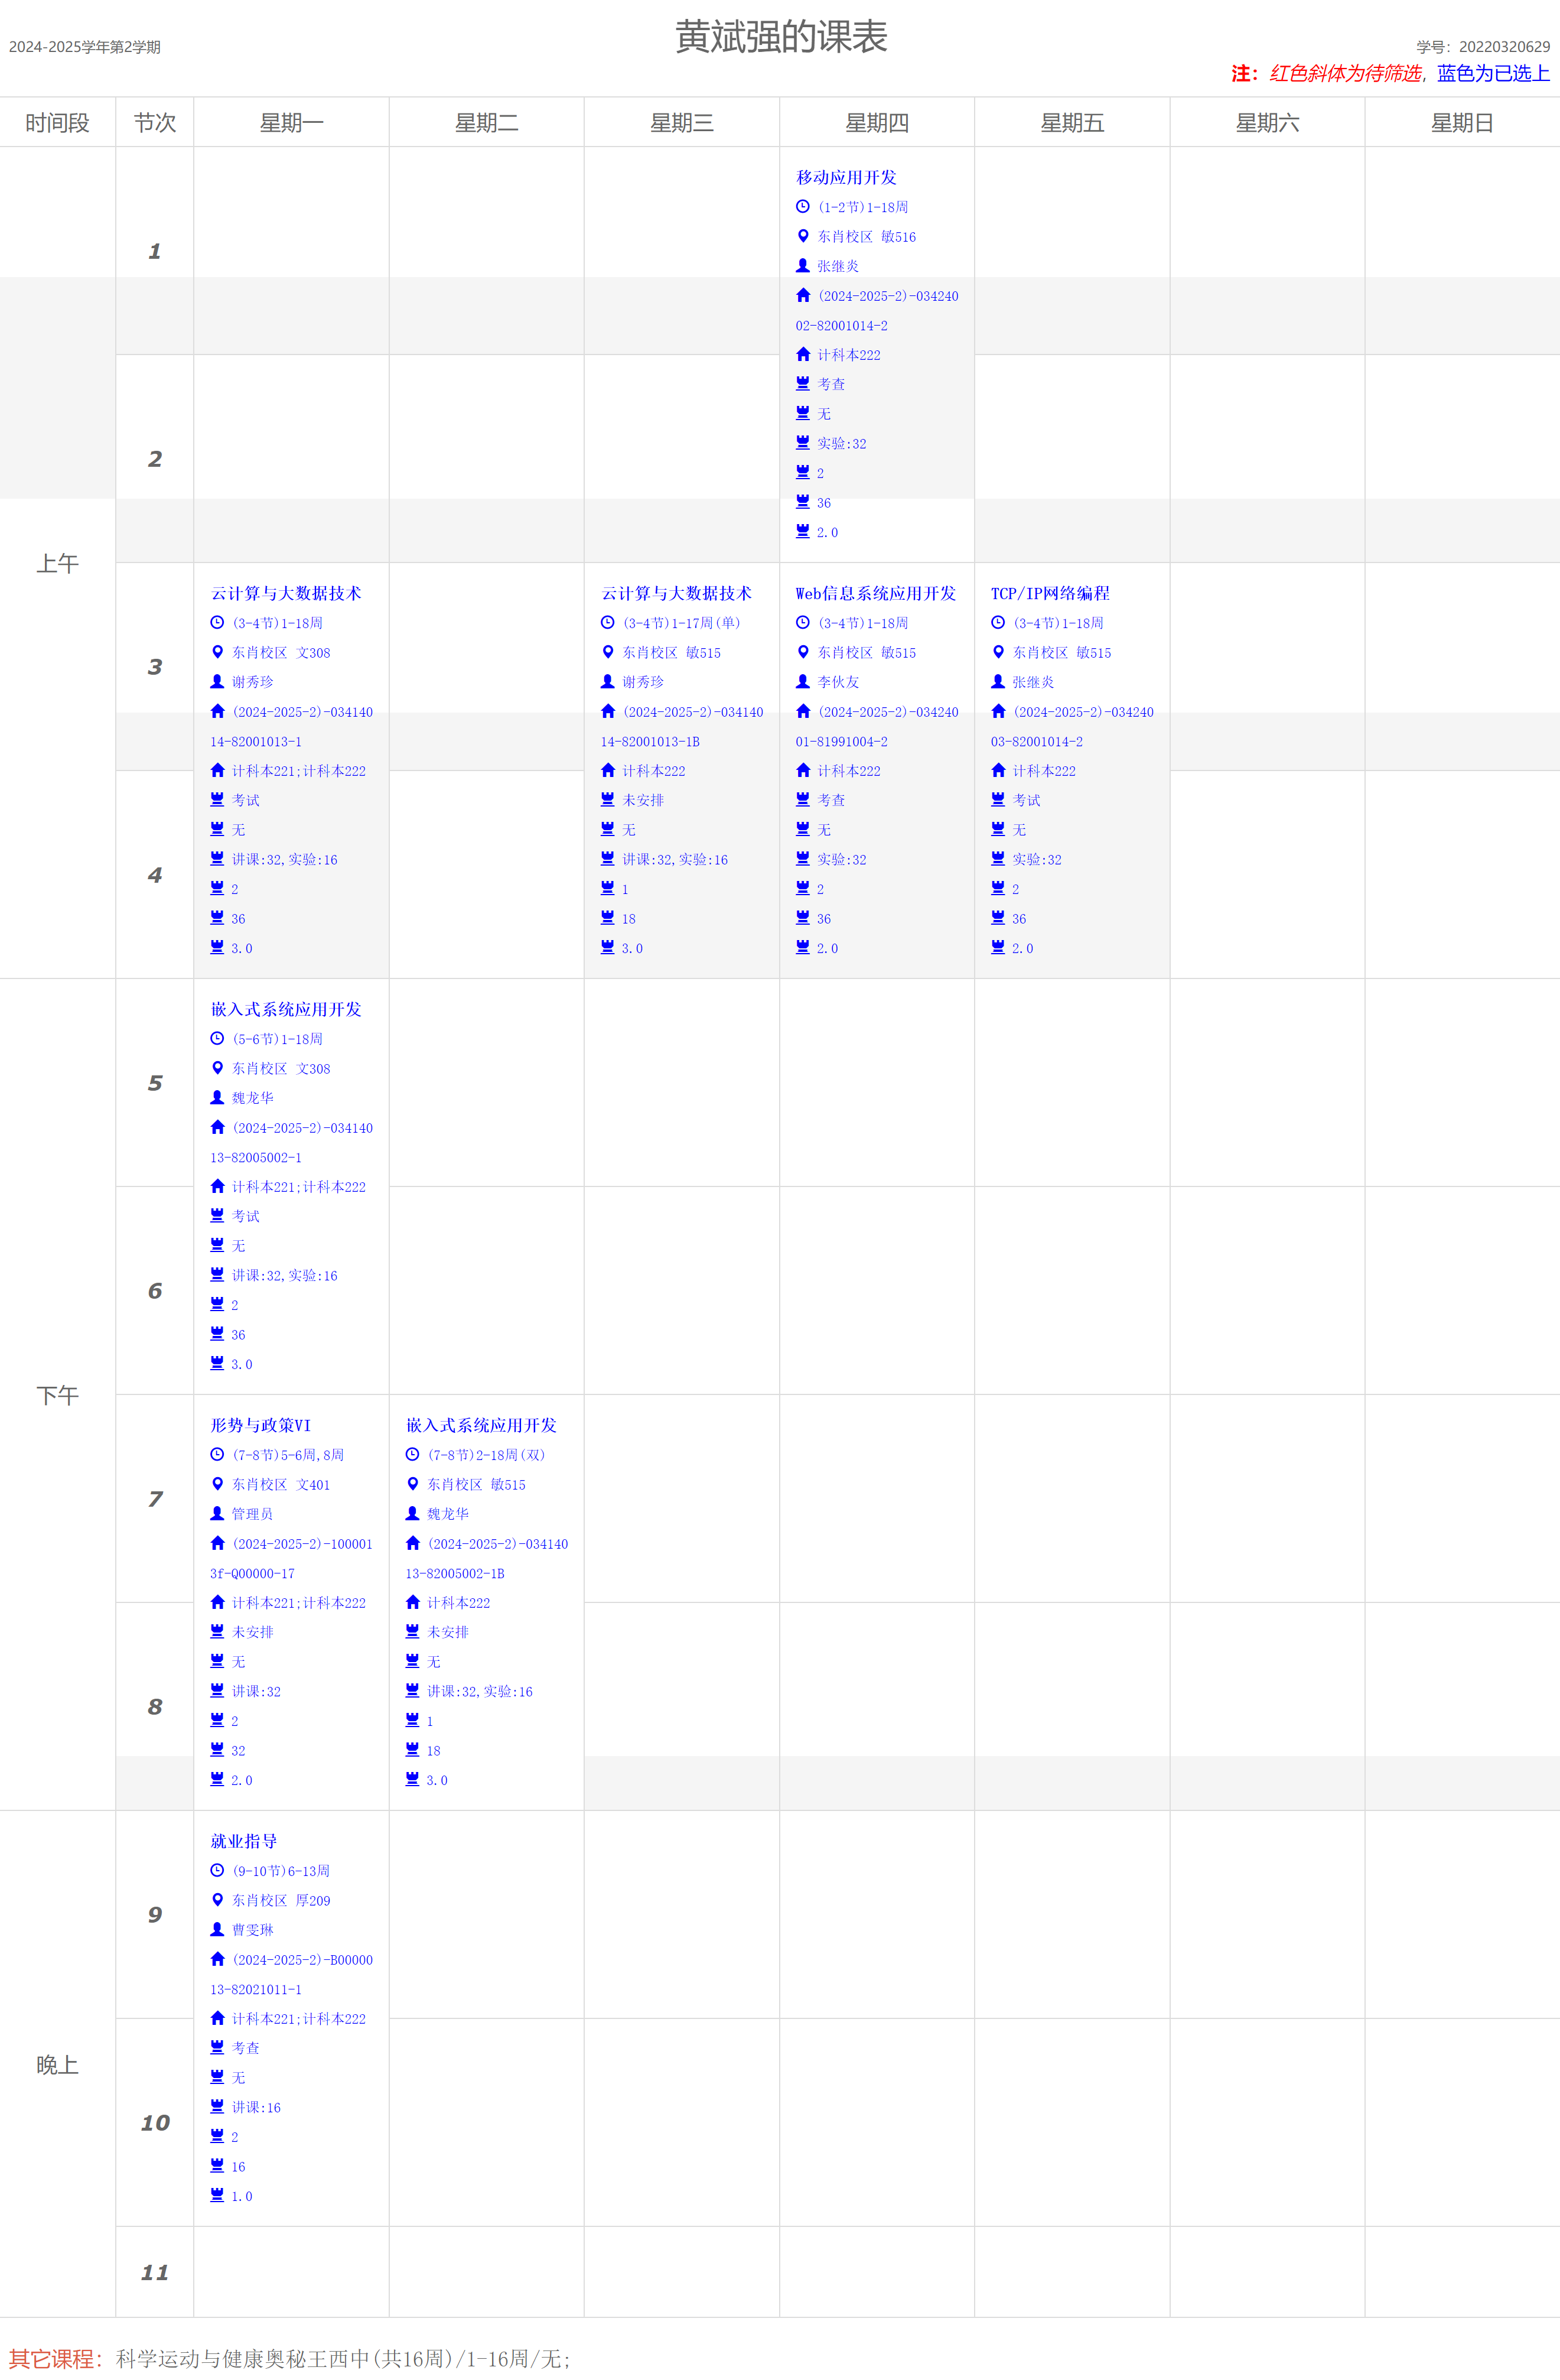 黄斌强的课表
2024-2025学年第2学期
学号：20220320629
注：红色斜体为待筛选，蓝色为已选上
时间段 节次 星期一 星期二 星期三 星期四 星期五 星期六 星期日
上午
1
2
移动应用开发
(1-2节)1-18周
东肖校区 敏516
张继炎
(2024-2025-2)-034240
02-82001014-2
计科本222
考查
无
实验:32
2
36
2.0
3
4
云计算与大数据技术
(3-4节)1-18周
东肖校区 文308
谢秀珍
(2024-2025-2)-034140
14-82001013-1
计科本221;计科本222
考试
无
讲课:32,实验:16
2
36
3.0
云计算与大数据技术
(3-4节)1-17周(单)
东肖校区 敏515
谢秀珍
(2024-2025-2)-034140
14-82001013-1B
计科本222
未安排
无
讲课:32,实验:16
1
18
3.0
Web信息系统应用开发
(3-4节)1-18周
东肖校区 敏515
李伙友
(2024-2025-2)-034240
01-81991004-2
计科本222
考查
无
实验:32
2
36
2.0
TCP/IP网络编程
(3-4节)1-18周
东肖校区 敏515
张继炎
(2024-2025-2)-034240
03-82001014-2
计科本222
考试
无
实验:32
2
36
2.0
下午
5
6
嵌入式系统应用开发
(5-6节)1-18周
东肖校区 文308
魏龙华
(2024-2025-2)-034140
13-82005002-1
计科本221;计科本222
考试
无
讲课:32,实验:16
2
36
3.0
7
8
形势与政策VI
(7-8节)5-6周,8周
东肖校区 文401
管理员
(2024-2025-2)-100001
3f-Q00000-17
计科本221;计科本222
未安排
无
讲课:32
2
32
2.0
嵌入式系统应用开发
(7-8节)2-18周(双)
东肖校区 敏515
魏龙华
(2024-2025-2)-034140
13-82005002-1B
计科本222
未安排
无
讲课:32,实验:16
1
18
3.0
晚上
9
10
就业指导
(9-10节)6-13周
东肖校区 厚209
曹雯琳
(2024-2025-2)-B00000
13-82021011-1
计科本221;计科本222
考查
无
讲课:16
2
16
1.0
11
其它课程：科学运动与健康奥秘王西中(共16周)/1-16周/无;